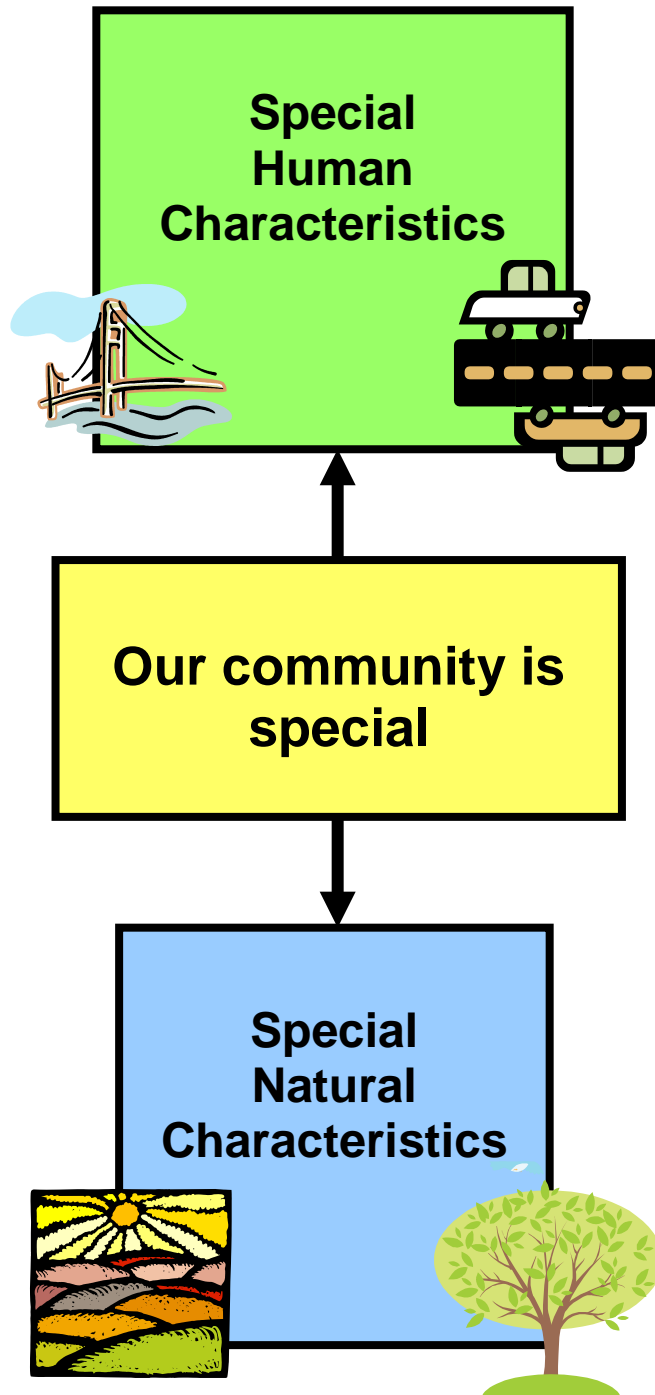 Special
Human
Characteristics
Our community is
special
Special
Natural
Characteristics